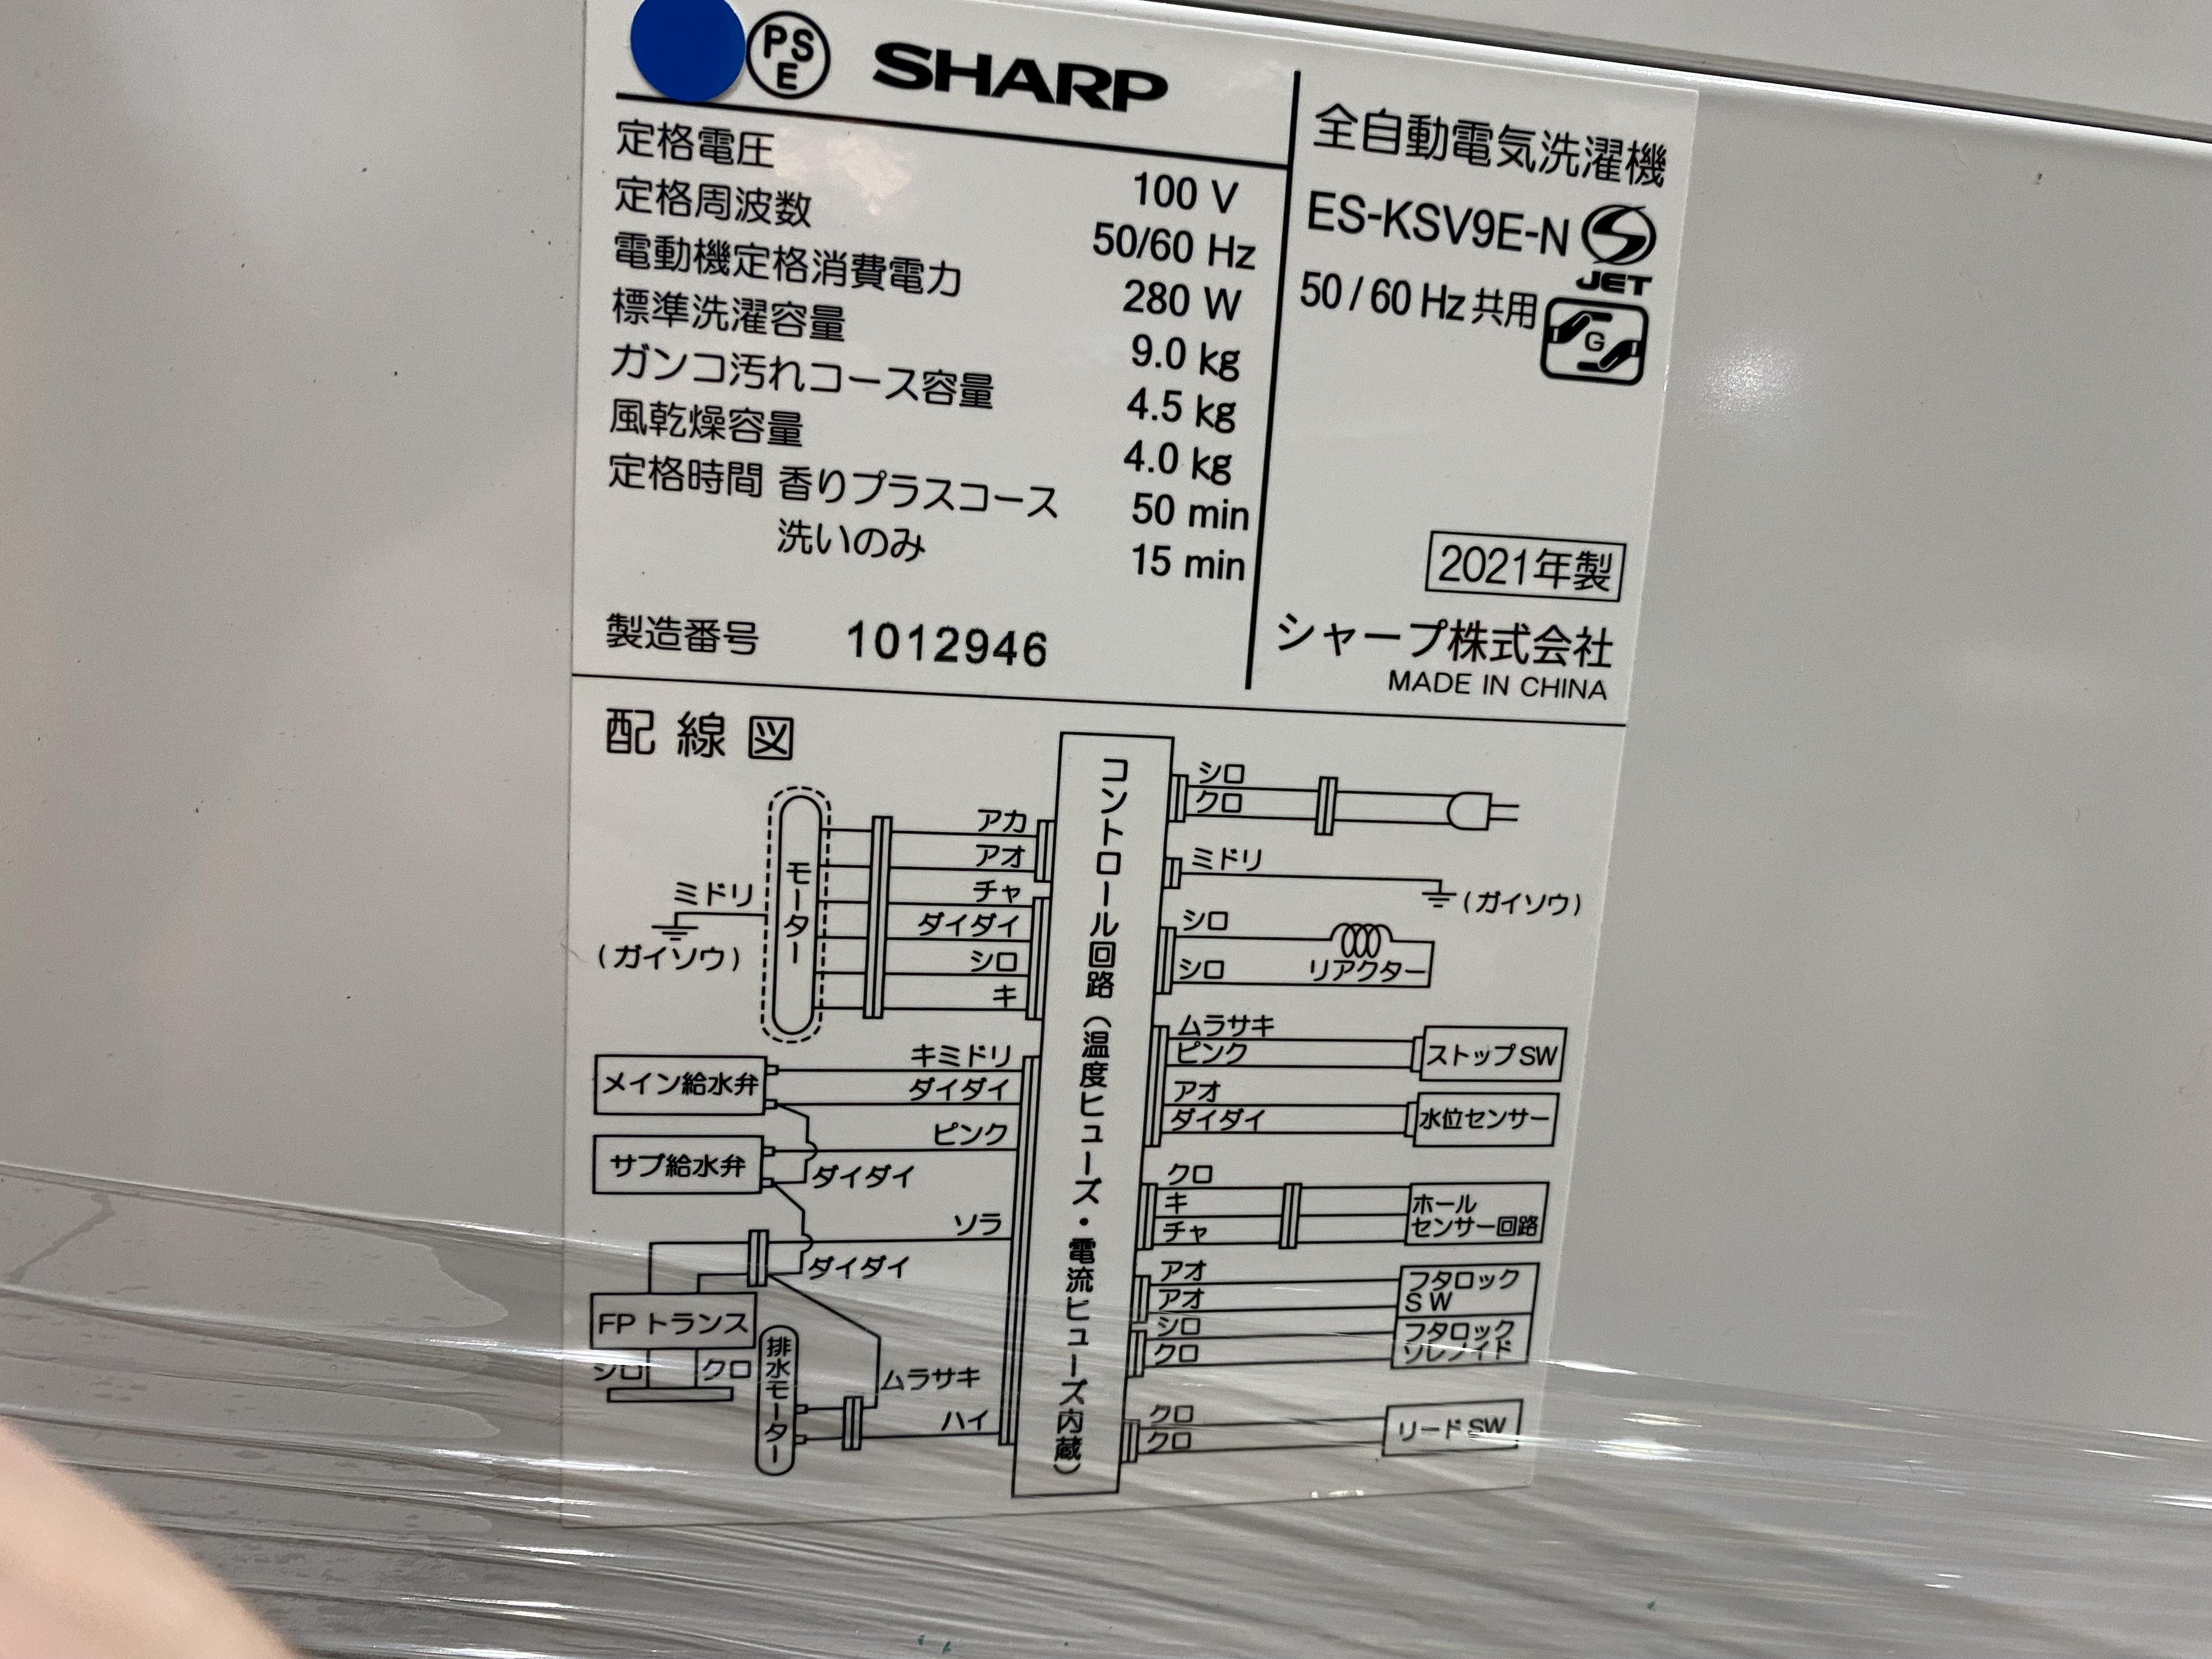 PS
E
SHARP
定格電圧 100 V
定格周波数 50/60 Hz
電動機定格消費電力 280 W
標準洗濯容量 9.0 kg
ガンコ汚れコース容量 4.5 kg
風乾燥容量 4.0 kg
定格時間 香りプラスコース 50 min
洗いのみ 15 min
製造番号 1012946
全自動電気洗濯機
ES-KSV9E-N
JET
50 / 60 Hz 共用
G
2021年製
シャープ株式会社
MADE IN CHINA
配線図
モーター
ミドリ
(ガイソウ)
アカ
アオ
チャ
ダイダイ
シロ
キ
メイン給水弁
キミドリ
ダイダイ
サブ給水弁
ピンク
ダイダイ
ソラ
ダイダイ
FP トランス
シロ
クロ
排水モーター
ムラサキ
ハイ
コントロール回路(温度ヒューズ・電流ヒューズ内蔵)
シロ
クロ
ミドリ
(ガイソウ)
シロ
シロ
リアクター
ムラサキ
ピンク
ストップSW
アオ
ダイダイ
水位センサー
クロ
キ
チャ
ホール
センサー回路
アオ
アオ
フタロック
SW
シロ
クロ
フタロック
ソレノイド
クロ
クロ
リードSW